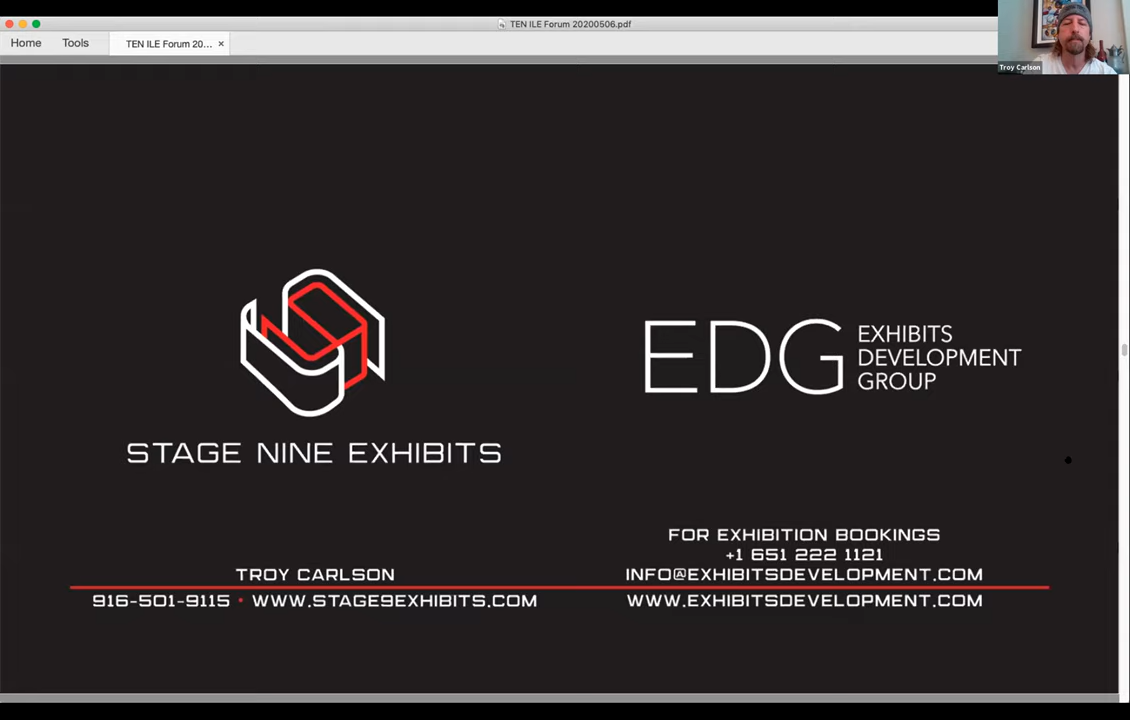 TEN ILE Forum 20200506.pdf
Home
Tools
TEN ILE Forum 20... ×
Troy Carlson
STAGE NINE EXHIBITS
TROY CARLSON
916-501-9115 • WWW.STAGE9EXHIBITS.COM
EDG
EXHIBITS
DEVELOPMENT
GROUP
FOR EXHIBITION BOOKINGS
+1 651 222 1121
INFO@EXHIBITSDEVELOPMENT.COM
WWW.EXHIBITSDEVELOPMENT.COM